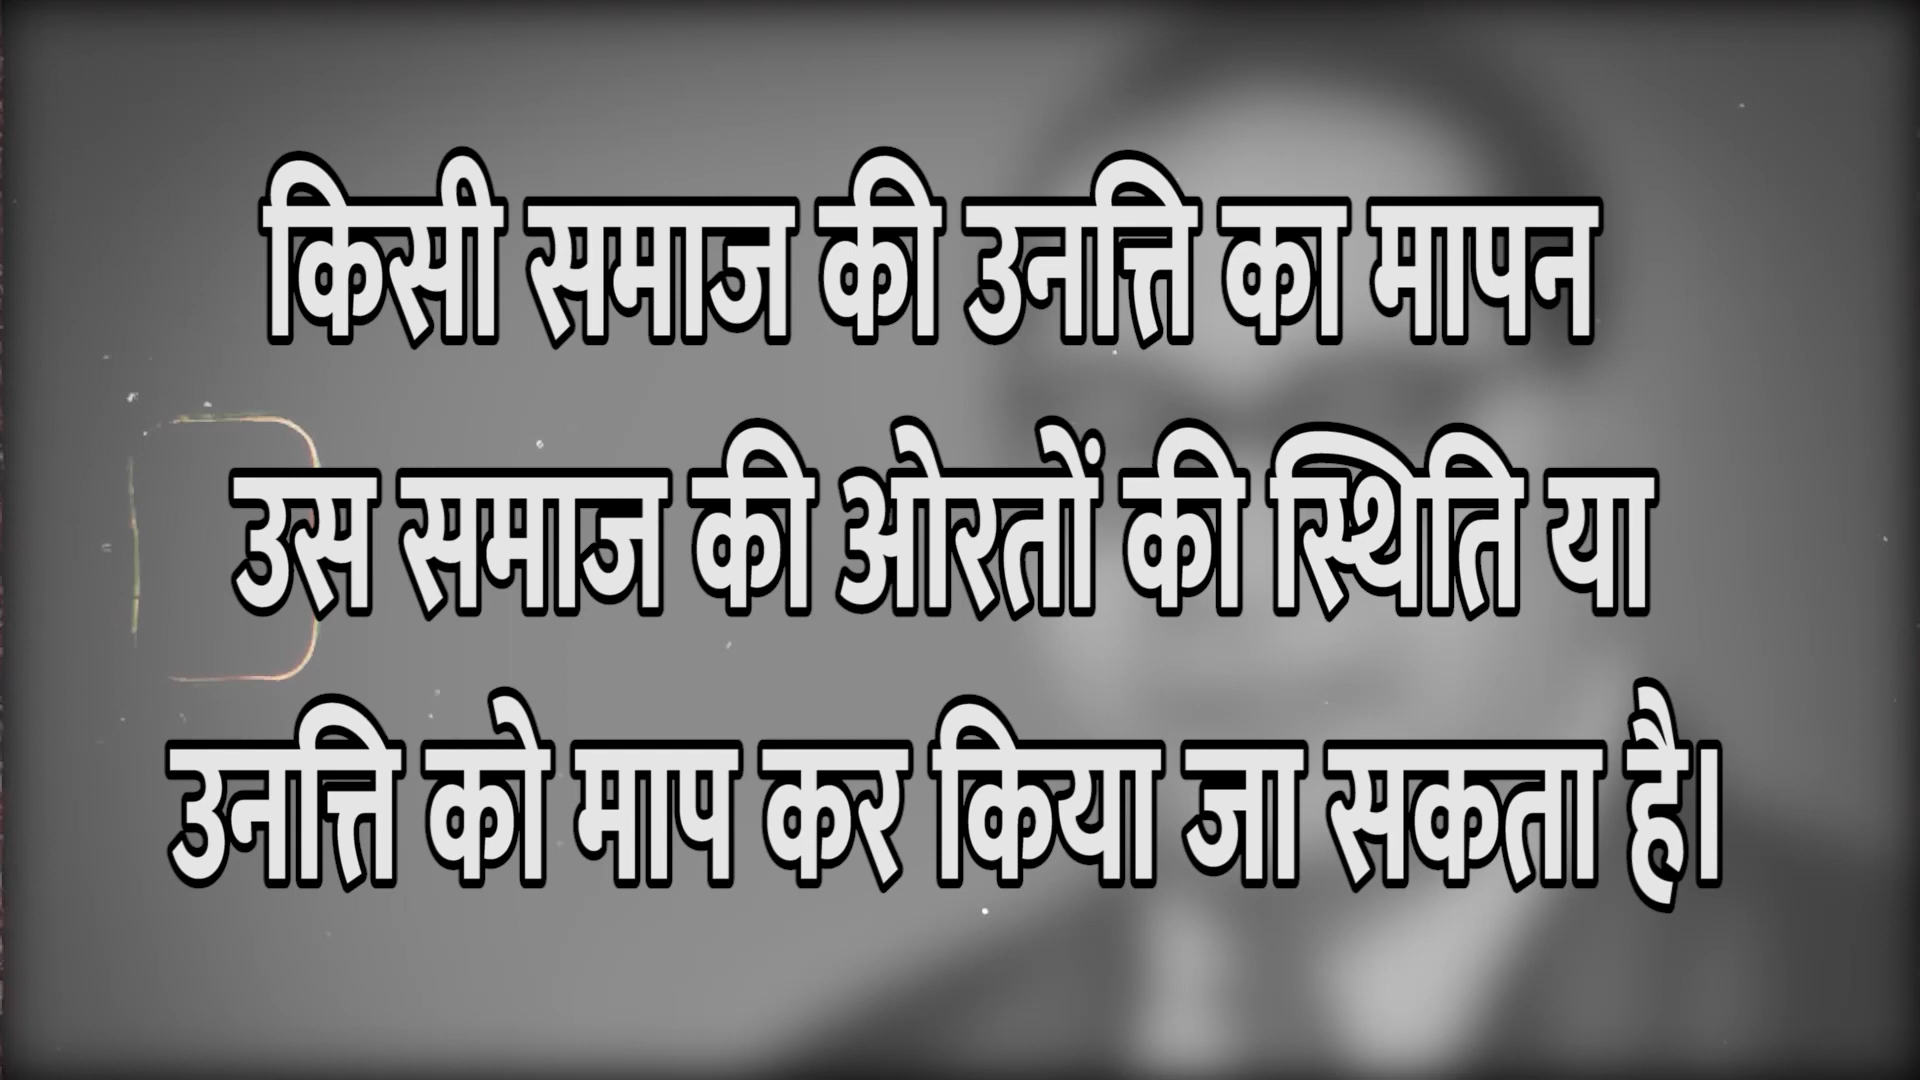 किसी समाज की उनत्ति का मापन
उस समाज की ओरतों की स्थिति या
उनत्ति को माप कर किया जा सकता है।